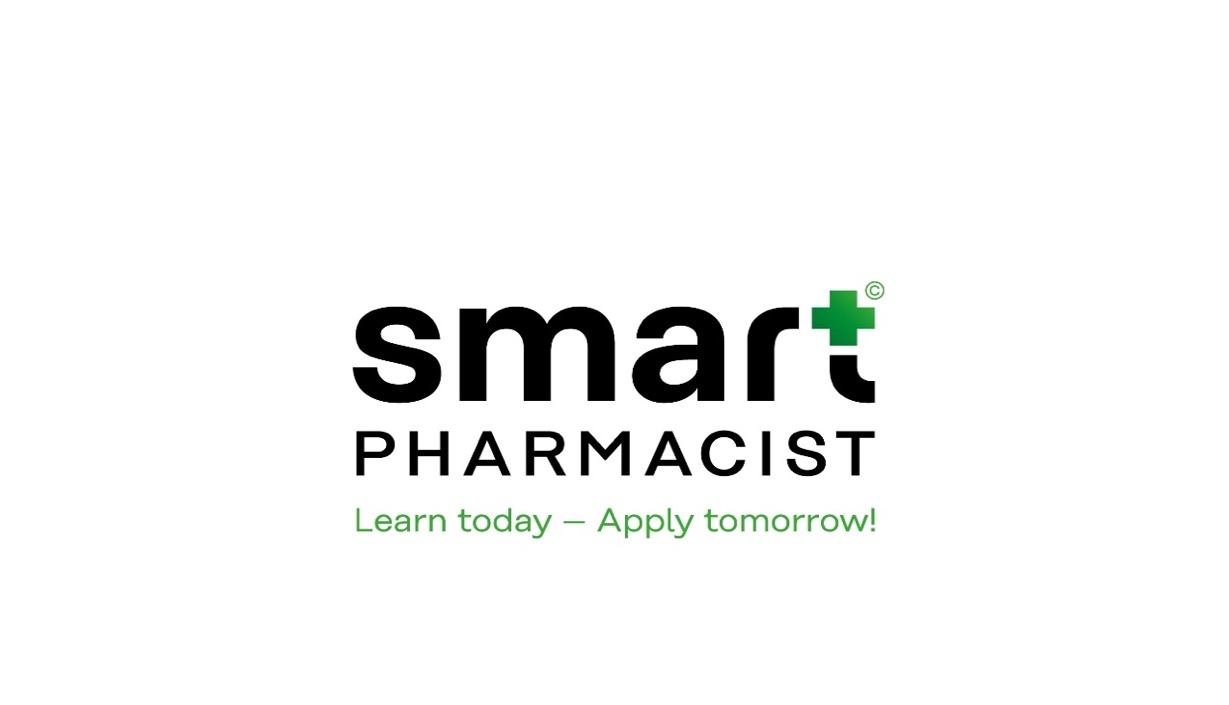 smart©
PHARMACIST
Learn today – Apply tomorrow!